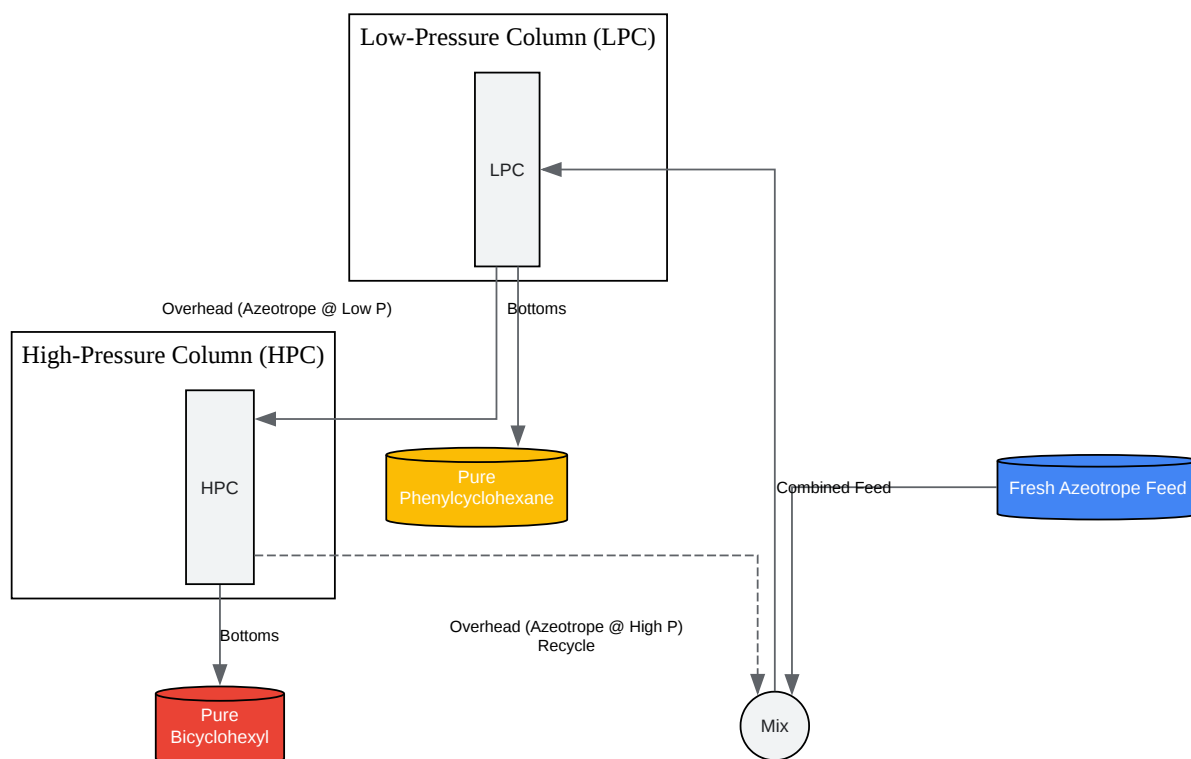 Low-Pressure Column (LPC)
LPC
Overhead (Azeotrope @ Low P)
Bottoms
High-Pressure Column (HPC)
HPC
Pure
Phenylcyclohexane
Combined Feed
Fresh Azeotrope Feed
Bottoms
Overhead (Azeotrope @ High P)
Recycle
Pure
Bicyclohexyl
Mix